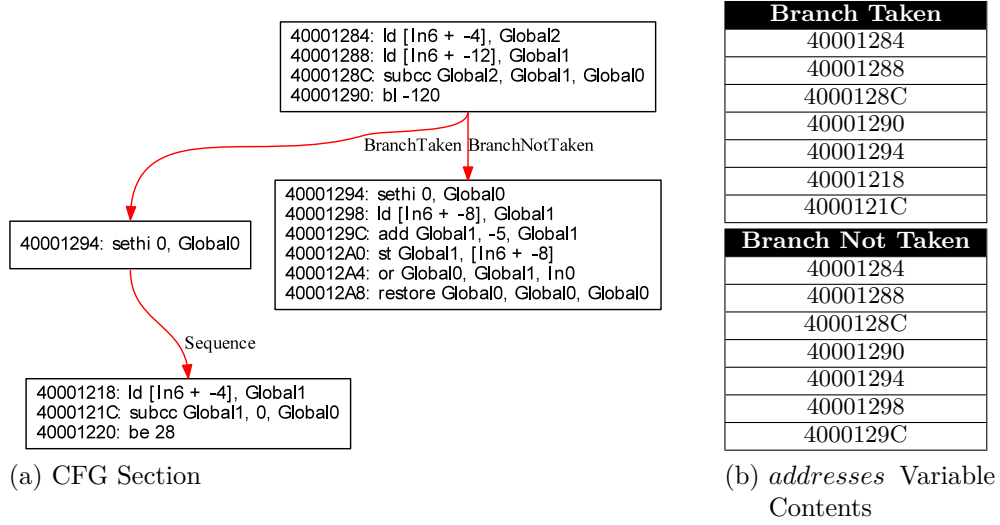 40001284: ld [In6 + -4], Global2
40001288: ld [In6 + -12], Global1
4000128C: subcc Global2, Global1, Global0
40001290: bl -120
BranchTaken
BranchNotTaken
40001294: sethi 0, Global0
40001294: sethi 0, Global0
40001298: ld [In6 + -8], Global1
4000129C: add Global1, -5, Global1
400012A0: st Global1, [In6 + -8]
400012A4: or Global0, Global1, In0
400012A8: restore Global0, Global0, Global0
Sequence
40001218: ld [In6 + -4], Global1
4000121C: subcc Global1, 0, Global0
40001220: be 28
(a) CFG Section
Branch Taken
40001284
40001288
4000128C
40001290
40001294
40001218
4000121C
Branch Not Taken
40001284
40001288
4000128C
40001290
40001294
40001298
4000129C
(b) addresses Variable
Contents